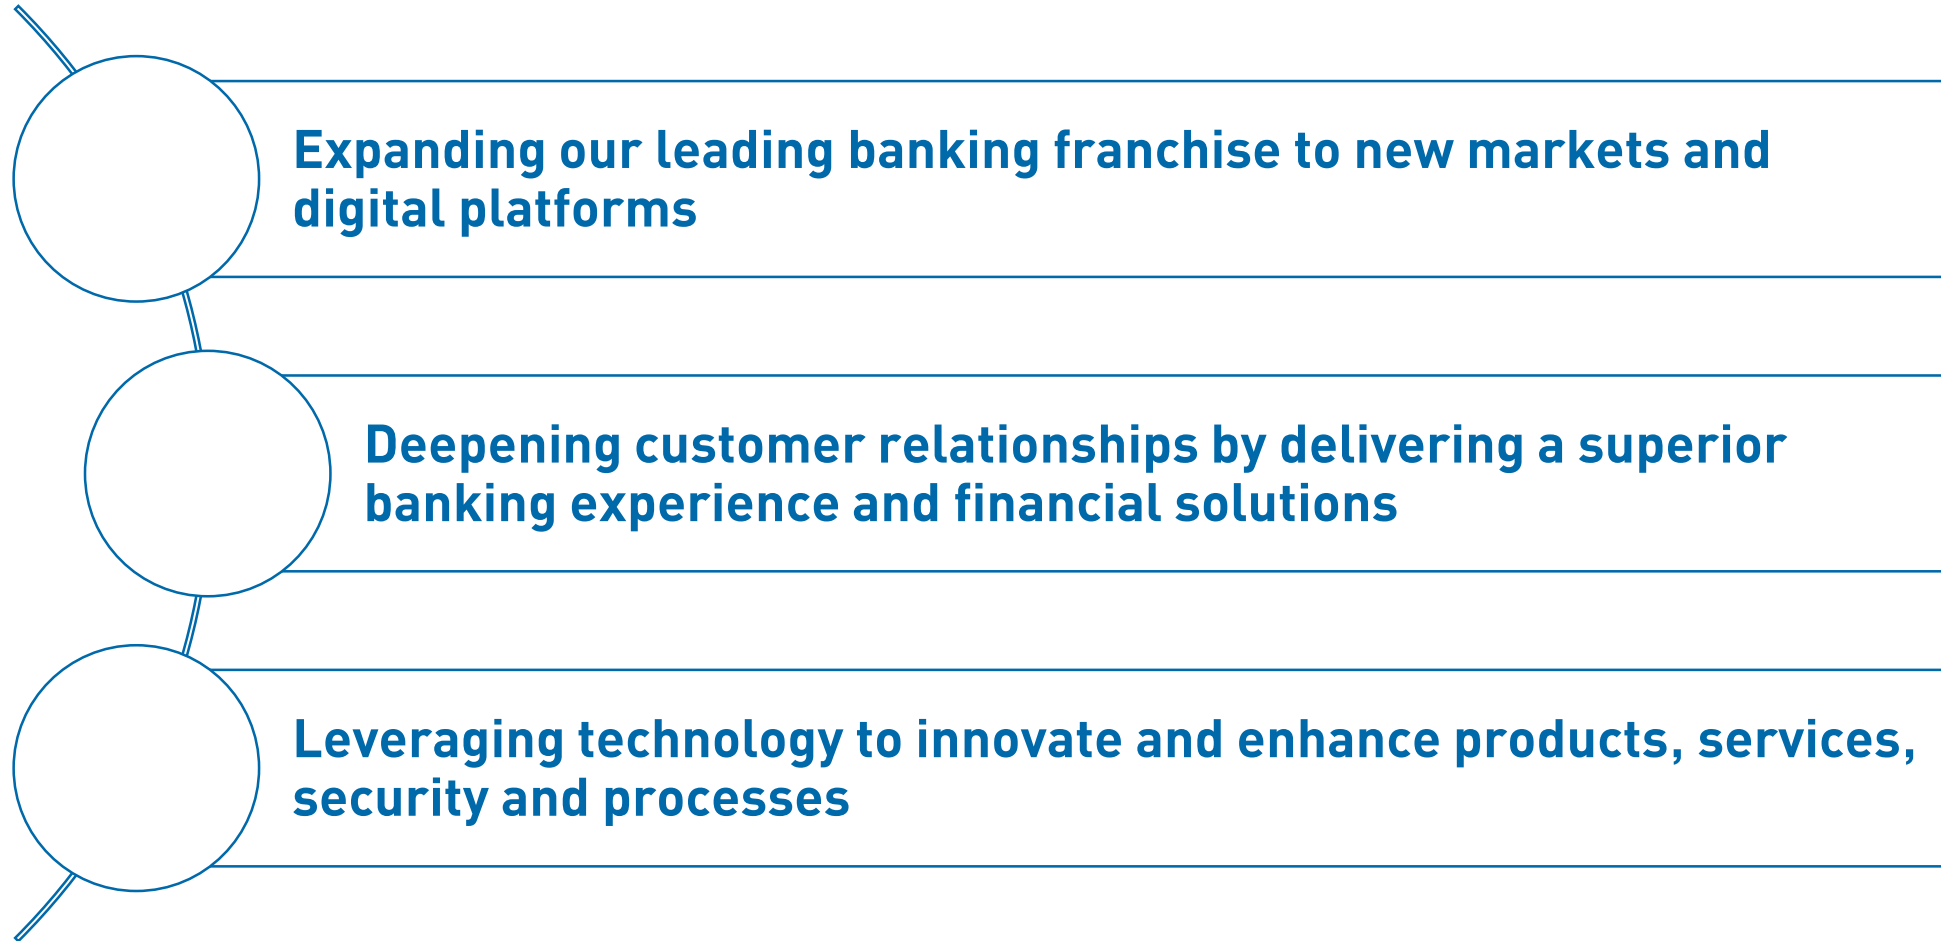 Expanding our leading banking franchise to new markets and
digital platforms
Deepening customer relationships by delivering a superior
banking experience and financial solutions
Leveraging technology to innovate and enhance products, services,
security and processes